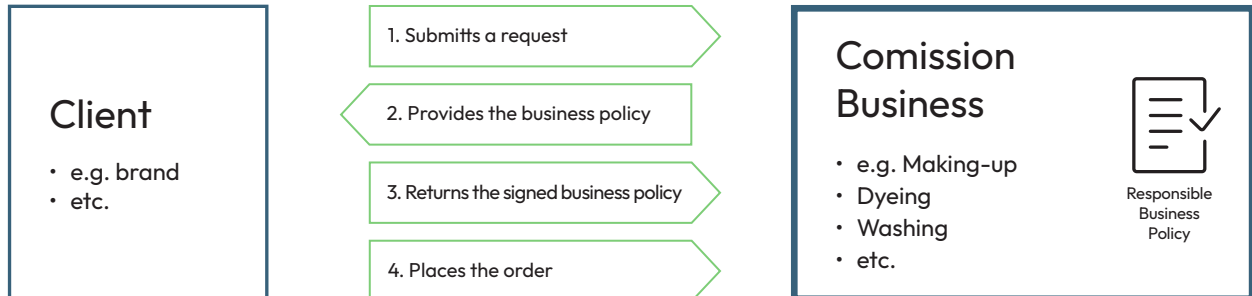 Client
• e.g. brand
• etc.
1. Submitts a request
2. Provides the business policy
3. Returns the signed business policy
4. Places the order
Comission
Business
• e.g. Making-up
• Dyeing
• Washing
• etc.
Responsible
Business
Policy